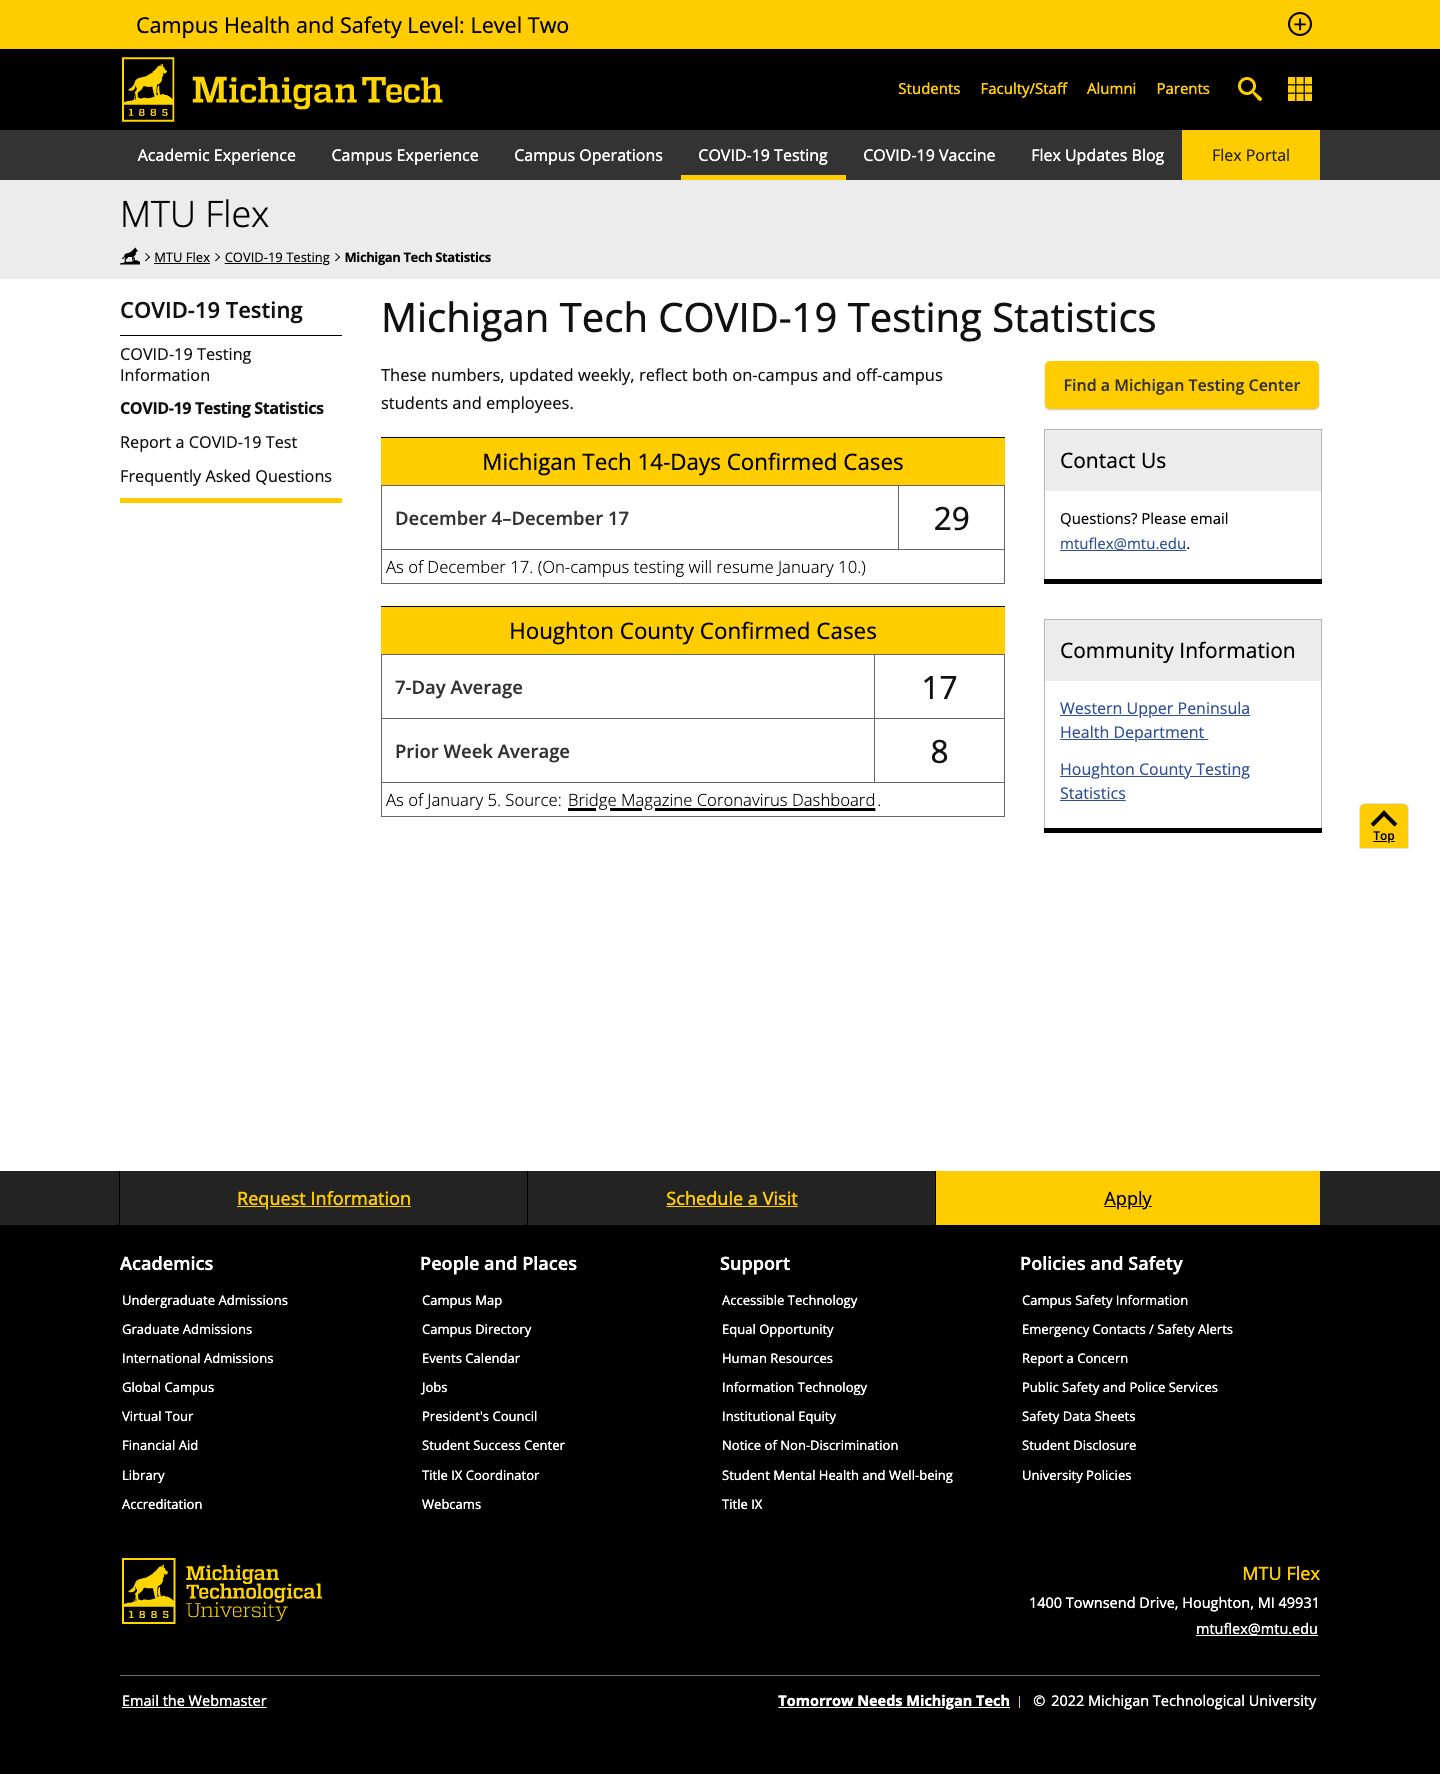 Campus Health and Safety Level: Level Two
1885 Michigan Tech
Students Faculty/Staff Alumni Parents
Academic Experience Campus Experience Campus Operations COVID-19 Testing COVID-19 Vaccine Flex Updates Blog Flex Portal
MTU Flex
MTU Flex COVID-19 Testing Michigan Tech Statistics
COVID-19 Testing
COVID-19 Testing
Information
COVID-19 Testing Statistics
Report a COVID-19 Test
Frequently Asked Questions
Michigan Tech COVID-19 Testing Statistics
These numbers, updated weekly, reflect both on-campus and off-campus
students and employees.
Michigan Tech 14-Days Confirmed Cases
December 4–December 17 29
As of December 17. (On-campus testing will resume January 10.)
Houghton County Confirmed Cases
7-Day Average 17
Prior Week Average 8
As of January 5. Source: Bridge Magazine Coronavirus Dashboard.
Find a Michigan Testing Center
Contact Us
Questions? Please email
mtuflex@mtu.edu.
Community Information
Western Upper Peninsula
Health Department
Houghton County Testing
Statistics
Top
Request Information Schedule a Visit Apply
Academics
Undergraduate Admissions
Graduate Admissions
International Admissions
Global Campus
Virtual Tour
Financial Aid
Library
Accreditation
People and Places
Campus Map
Campus Directory
Events Calendar
Jobs
President's Council
Student Success Center
Title IX Coordinator
Webcams
Support
Accessible Technology
Equal Opportunity
Human Resources
Information Technology
Institutional Equity
Notice of Non-Discrimination
Student Mental Health and Well-being
Title IX
Policies and Safety
Campus Safety Information
Emergency Contacts / Safety Alerts
Report a Concern
Public Safety and Police Services
Safety Data Sheets
Student Disclosure
University Policies
1885
Michigan
Technological
University
MTU Flex
1400 Townsend Drive, Houghton, MI 49931
mtuflex@mtu.edu
Email the Webmaster
Tomorrow Needs Michigan Tech | © 2022 Michigan Technological University